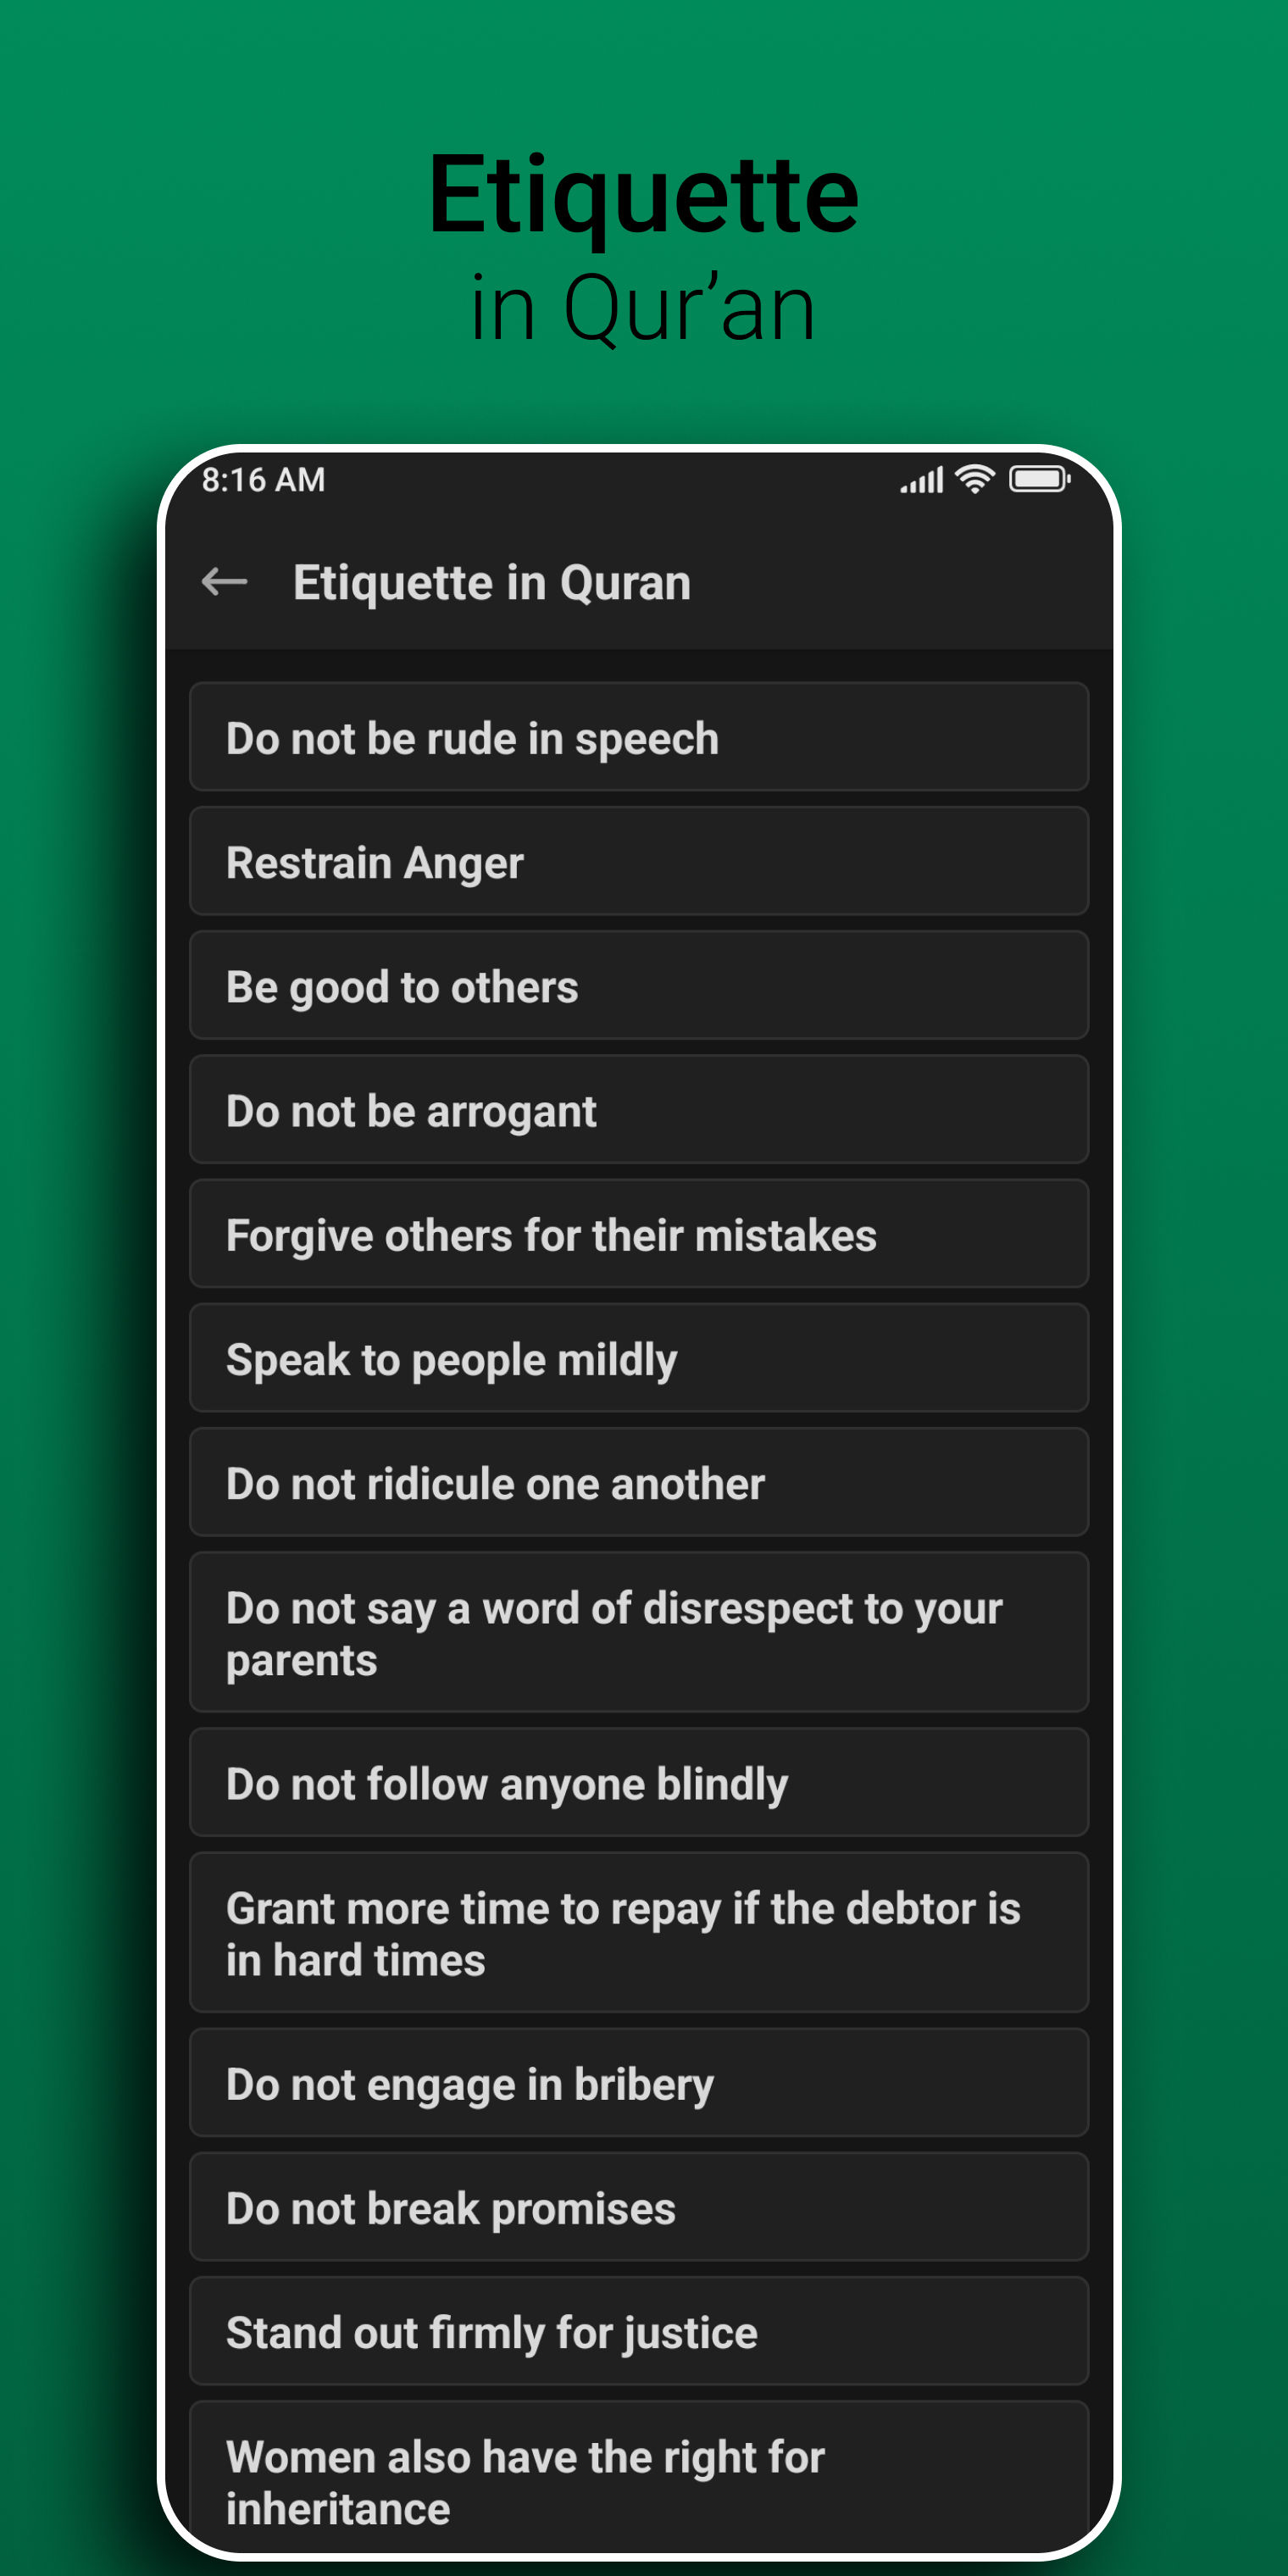 Etiquette
in Qur’an
8:16 AM
Etiquette in Quran
Do not be rude in speech
Restrain Anger
Be good to others
Do not be arrogant
Forgive others for their mistakes
Speak to people mildly
Do not ridicule one another
Do not say a word of disrespect to your
parents
Do not follow anyone blindly
Grant more time to repay if the debtor is
in hard times
Do not engage in bribery
Do not break promises
Stand out firmly for justice
Women also have the right for
inheritance